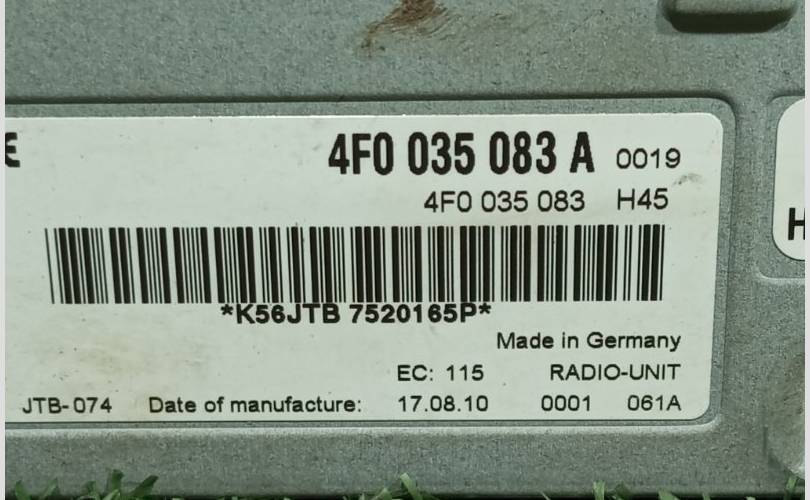 4F0 035 083 A 0019
4F0 035 083 H45
*K56JTB 7520165P*
Made in Germany
EC: 115 RADIO-UNIT
JTB-074 Date of manufacture: 17.08.10 0001 061A
H